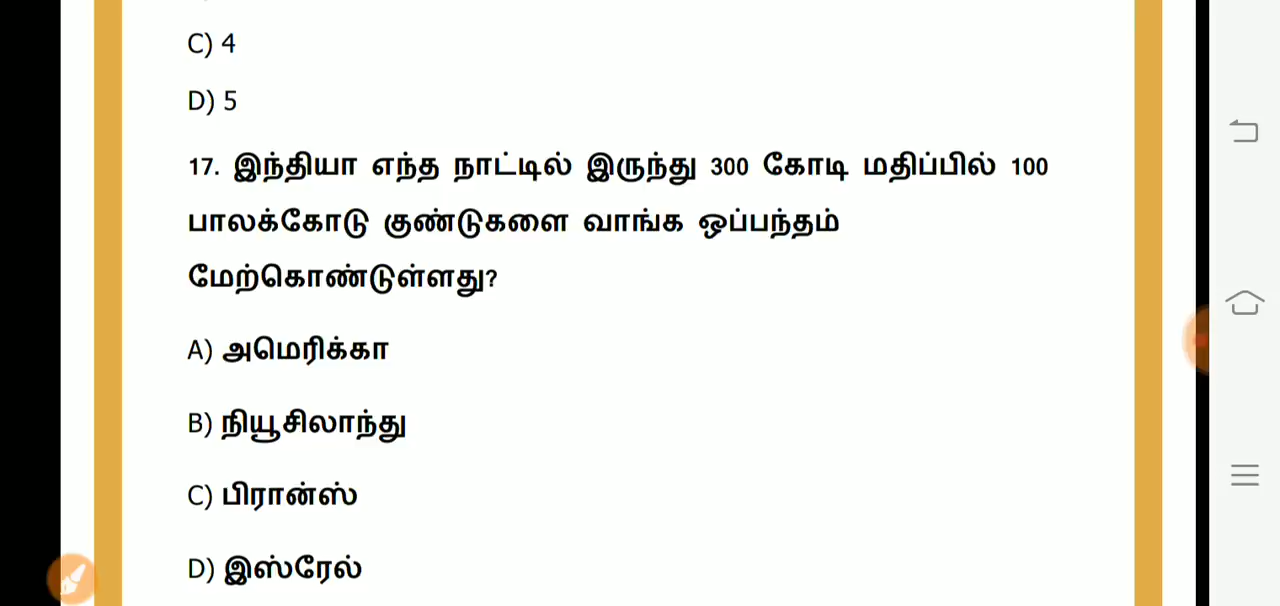 C) 4
D) 5
17. இந்தியா எந்த நாட்டில் இருந்து 300 கோடி மதிப்பில் 100
பாலக்கோடு குண்டுகளை வாங்க ஒப்பந்தம்
மேற்கொண்டுள்ளது?
A) அமெரிக்கா
B) நியூசிலாந்து
C) பிரான்ஸ்
D) இஸ்ரேல்